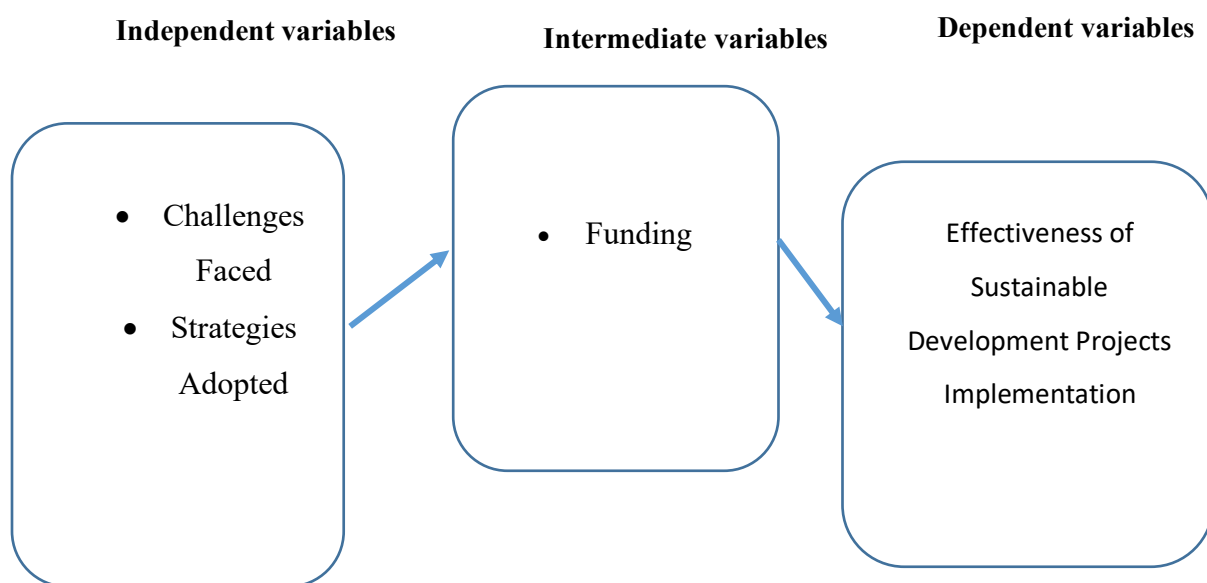 Independent variables
Intermediate variables
Dependent variables
• Challenges
Faced
• Strategies
Adopted
• Funding
Effectiveness of
Sustainable
Development Projects
Implementation